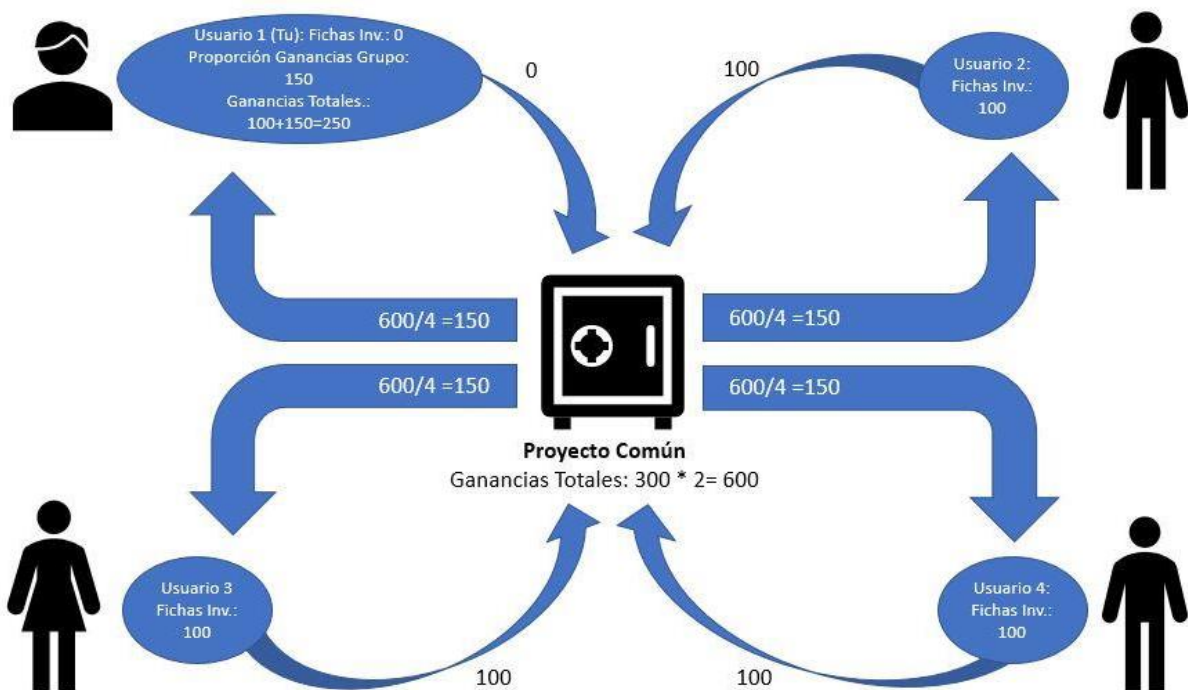 Usuario 1 (Tu): Fichas Inv.: 0
Proporción Ganancias Grupo:
150
Ganancias Totales.:
100+150=250
0
100
Usuario 2:
Fichas Inv.:
100
600/4 =150
600/4 =150
600/4 =150
600/4 =150
Proyecto Común
Ganancias Totales: 300 * 2= 600
Usuario 3
Fichas Inv.:
100
Usuario 4:
Fichas Inv.:
100
100
100